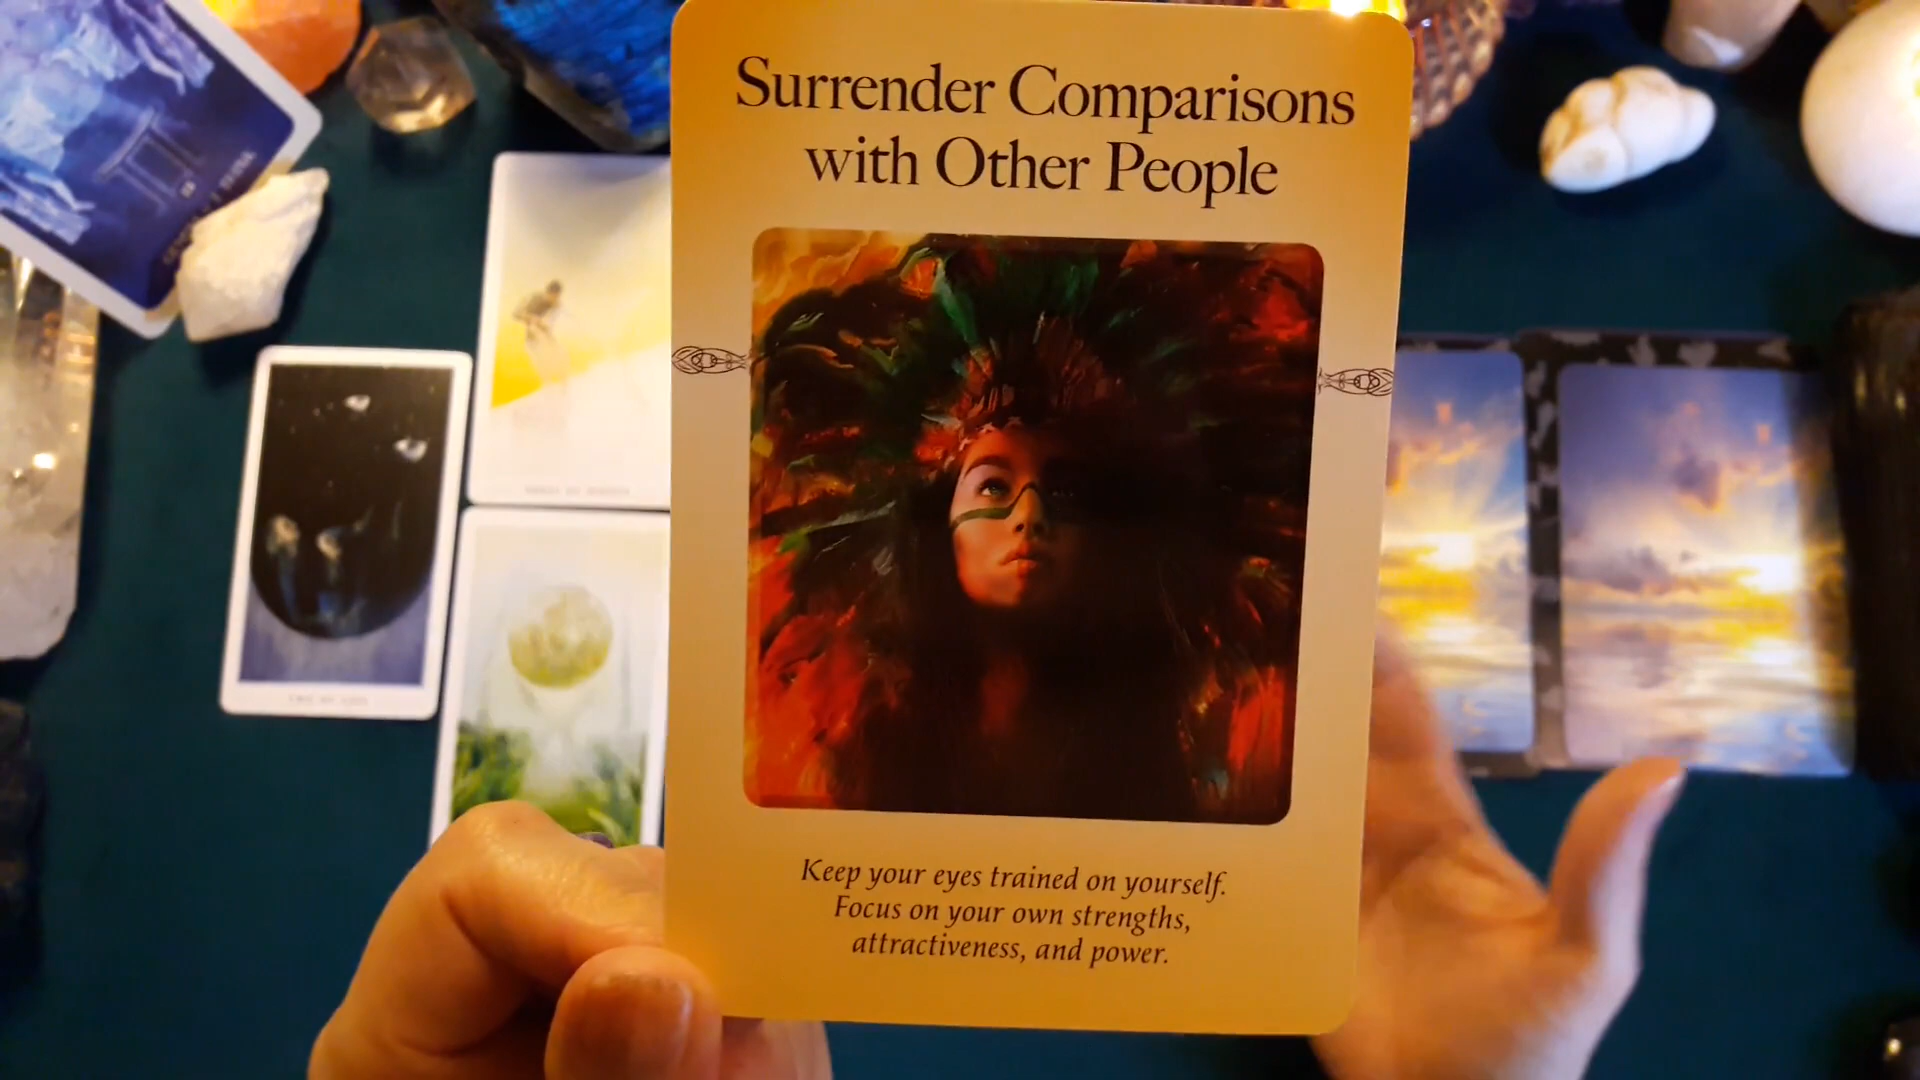 Surrender Comparisons
with Other People
Keep your eyes trained on yourself.
Focus on your own strengths,
attractiveness, and power.